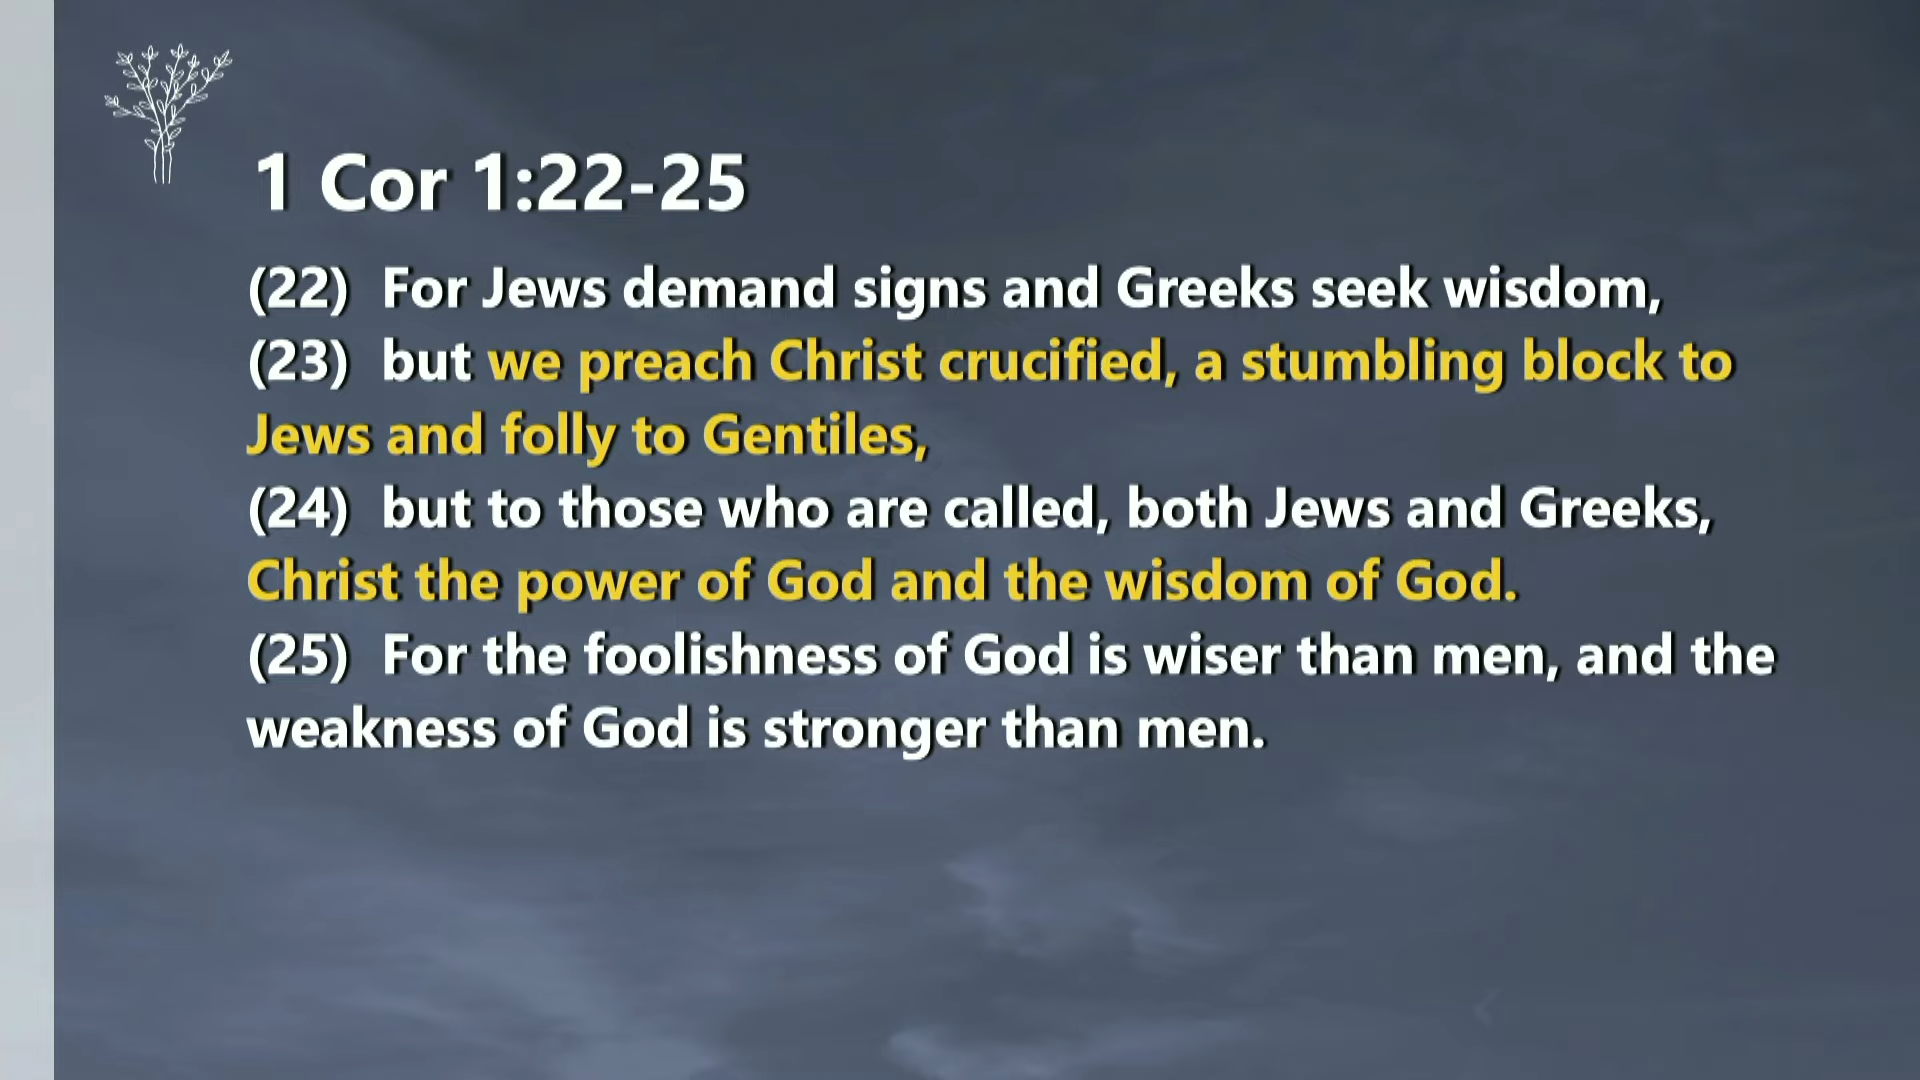 1 Cor 1:22-25
(22) For Jews demand signs and Greeks seek wisdom,
(23) but we preach Christ crucified, a stumbling block to
Jews and folly to Gentiles,
(24) but to those who are called, both Jews and Greeks,
Christ the power of God and the wisdom of God.
(25) For the foolishness of God is wiser than men, and the
weakness of God is stronger than men.